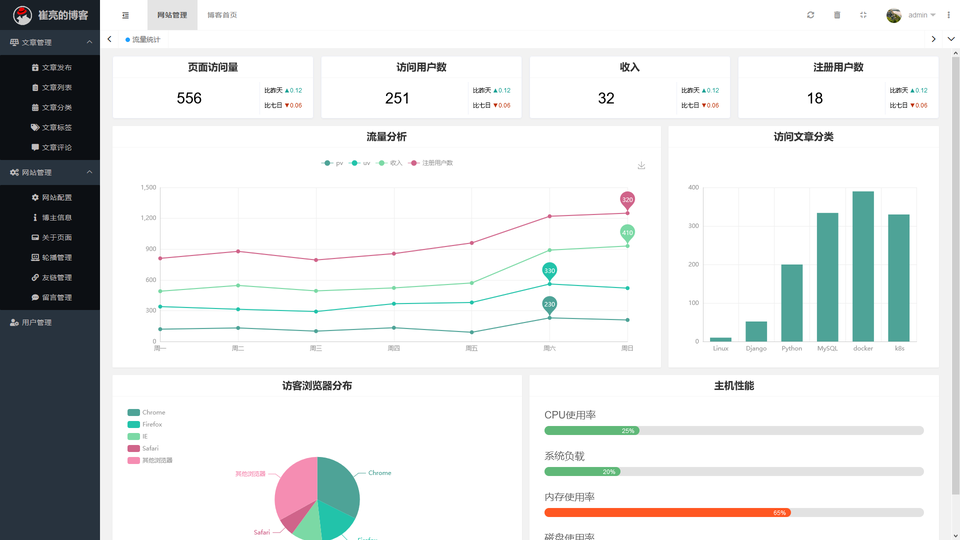 崔亮的博客
网站管理
博客首页
admin
文章管理
文章发布
文章列表
文章分类
文章标签
文章评论
网站管理
网站配置
博主信息
关于页面
轮播管理
友链管理
留言管理
用户管理
流量统计
页面访问量
556
比昨天 ▲0.12
比七日 ▼0.06
访问用户数
251
比昨天 ▲0.12
比七日 ▼0.06
收入
32
比昨天 ▲0.12
比七日 ▼0.06
注册用户数
18
比昨天 ▲0.12
比七日 ▼0.06
流量分析
pv uv 收入 注册用户数
1,500
1,200
900
600
300
0
320
410
330
230
周一 周二 周三 周四 周五 周六 周日
访问文章分类
400
300
200
100
0
Linux Django Python MySQL docker k8s
访客浏览器分布
Chrome
Firefox
IE
Safari
其他浏览器
其他浏览器
Chrome
Safari
Firefox
主机性能
CPU使用率
25%
系统负载
20%
内存使用率
65%
磁盘使用率